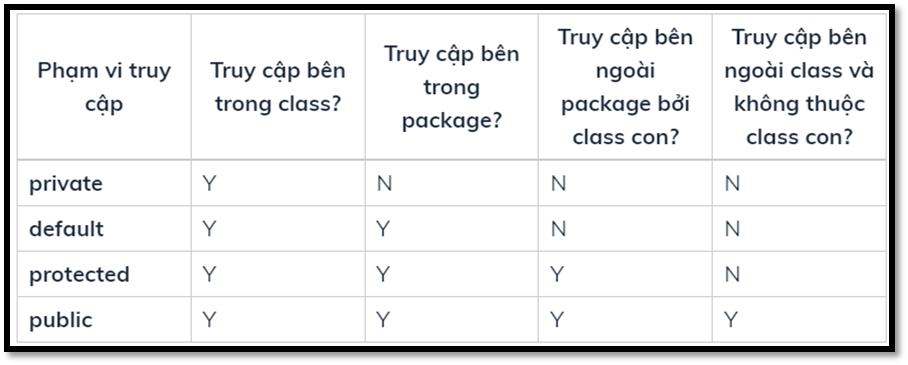 Phạm vi truy
cập
Truy cập bên
trong class?
Truy cập bên
trong
package?
Truy cập bên
ngoài
package bởi
class con?
Truy cập bên
ngoài class và
không thuộc
class con?
private Y N N N
default Y Y N N
protected Y Y Y N
public Y Y Y Y